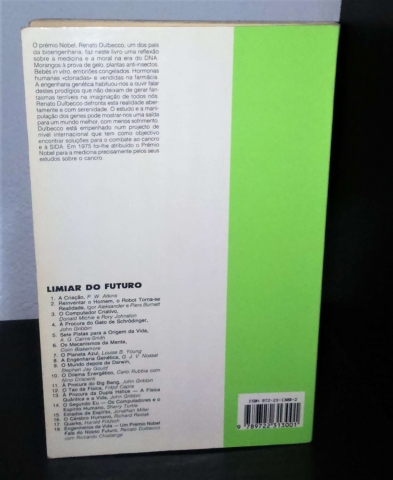 O prémio Nobel, Renato Dulbecco, um dos pais
da bioengenharia, faz neste livro uma reflexão
sobre a medicina e a moral na era do DNA.
Morangos à prova de gelo, plantas anti-insectos.
Bebés in vitro, embriões congelados. Hormonas
humanas «clonadas» e vendidas na farmácia.
A engenharia genética habituou-nos a ouvir falar
destes prodígios que não deixam de gerar fan-
tasmas terríveis na imaginação de todos nós.
Renato Dulbecco defronta esta realidade aber-
tamente e com serenidade. O estudo e a mani-
pulação dos genes pode mostrar-nos uma saída
para um mundo melhor, com menos sofrimento.
Dulbecco está empenhado num projecto de
nível internacional que tem como objectivo
encontrar soluções para o combate ao cancro
e à SIDA. Em 1975 foi-lhe atribuído o Prémio
Nobel para a medicina precisamente pelos seus
estudos sobre o cancro.
LIMIAR DO FUTURO
1. A Criação, P. W. Atkins
2. Reinventar o Homem, o Robot Torna-se
Realidade, Igor Aleksander e Piers Burnett
3. O Computador Criativo,
Donald Michie e Rory Johnston
4. À Procura do Gato de Schrödinger,
John Gribbin
5. Sete Pistas para a Origem da Vida,
A. G. Cairns-Smith
6. Os Mecanismos da Mente,
Colin Blakemore
7. O Planeta Azul, Louise B. Young
8. A Engenharia Genética, G. J. V. Nossal
9. O Mundo depois de Darwin,
Stephen Jay Gould
10. O Dilema Energético, Carlo Rubbia com
Nino Criscenti
11. À Procura do Big Bang, John Gribbin
12. O Tao da Física, Fritjof Capra
13. À Procura da Dupla Hélice — A Física
Quântica e a Vida, John Gribbin
14. O Segundo Eu — Os Computadores e o
Espírito Humano, Sherry Turkle
15. Estados de Espírito, Jonathan Miller
16. O Cérebro Humano, Richard Restak
17. Quarks, Harald Fritzsch
18. Engenheiros da Vida — Um Prémio Nobel
Fala do Nosso Futuro, Renato Dulbecco
com Riccardo Chiaberge
9 789722 313001